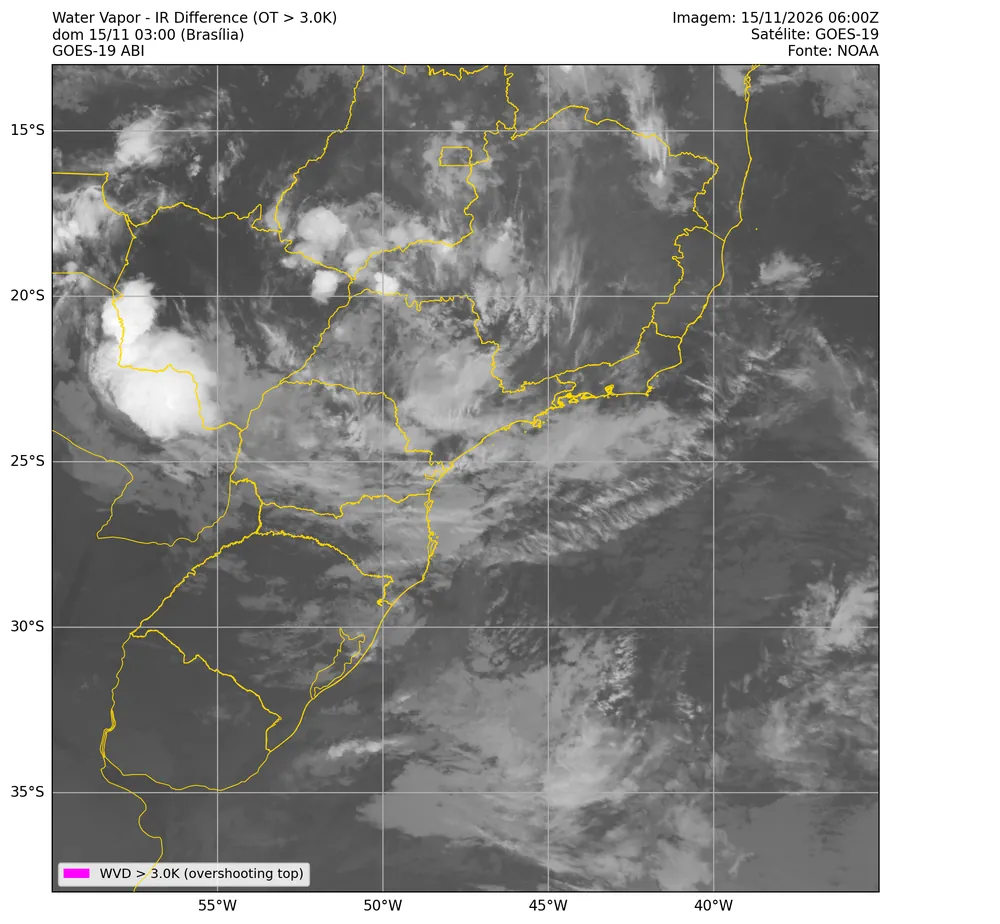 Water Vapor - IR Difference (OT > 3.0K)
dom 15/11 03:00 (Brasília)
GOES-19 ABI
Imagem: 15/11/2026 06:00Z
Satélite: GOES-19
Fonte: NOAA
15°S
20°S
25°S
30°S
35°S
WVD > 3.0K (overshooting top)
55°W
50°W
45°W
40°W